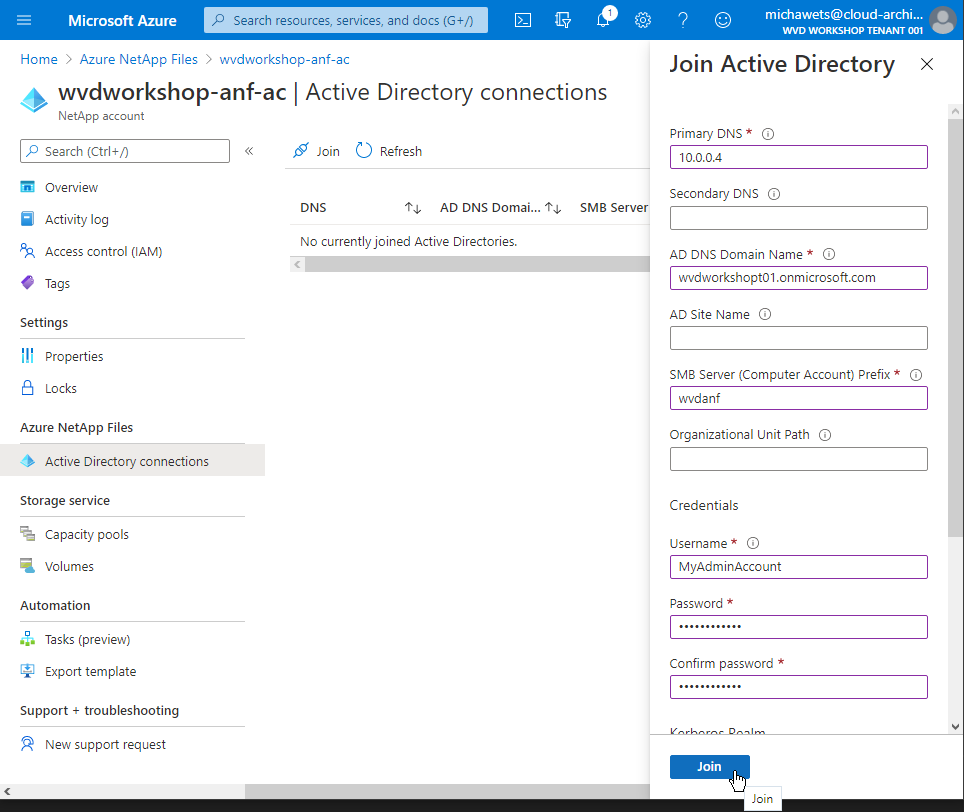 Microsoft Azure
Search resources, services, and docs (G+/)
1
michawets@cloud-archi...
WVD WORKSHOP TENANT 001
Home > Azure NetApp Files > wvdworkshop-anf-ac
wvdworkshop-anf-ac | Active Directory connections
NetApp account
Search (Ctrl+/)
«
Overview
Activity log
Access control (IAM)
Tags
Settings
Properties
Locks
Azure NetApp Files
Active Directory connections
Storage service
Capacity pools
Volumes
Automation
Tasks (preview)
Export template
Support + troubleshooting
New support request
Join
Refresh
DNS
AD DNS Domai...
SMB Server
No currently joined Active Directories.
Join Active Directory
Primary DNS *
10.0.0.4
Secondary DNS
AD DNS Domain Name *
wvdworkshopt01.onmicrosoft.com
AD Site Name
SMB Server (Computer Account) Prefix *
wvdanf
Organizational Unit Path
Credentials
Username *
MyAdminAccount
Password *
••••••••••••
Confirm password *
••••••••••••
Kerberos Realm
Join
Join